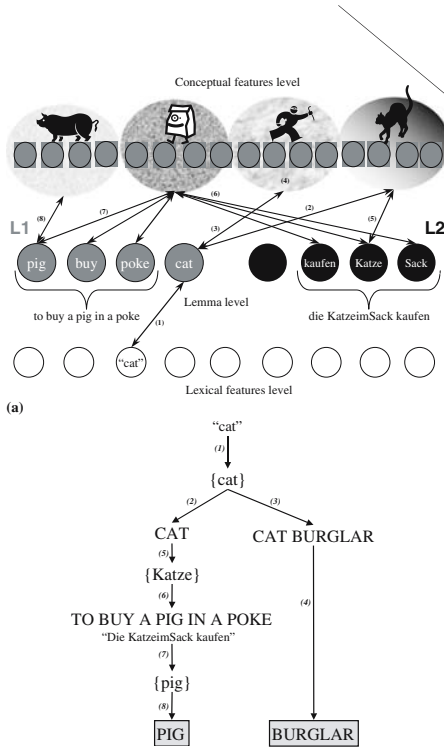 Conceptual features level
(4)
(6)
(8) (7) (2)
L1 (3) (5) L2
pig buy poke cat kaufen Katze Sack
to buy a pig in a poke Lemma level die KatzeimSack kaufen
(1)
“cat”
Lexical features level
(a)
“cat”
(1)
{cat}
(2) (3)
CAT CAT BURGLAR
(5)
{Katze}
(6) (4)
TO BUY A PIG IN A POKE
“Die KatzeimSack kaufen”
(7)
{pig}
(8)
PIG BURGLAR